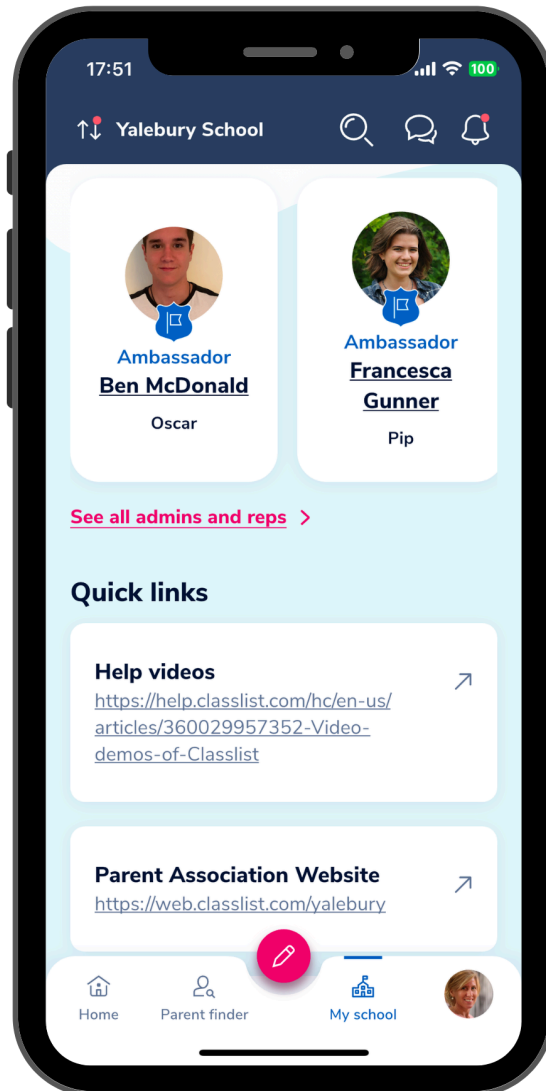 17:51
100
Yalebury School
Ambassador
Ben McDonald
Oscar
Ambassador
Francesca
Gunner
Pip
See all admins and reps
Quick links
Help videos
https://help.classlist.com/hc/en-us/
articles/360029957352-Video-
demos-of-Classlist
Parent Association Website
https://web.classlist.com/yalebury
Home
Parent finder
My school